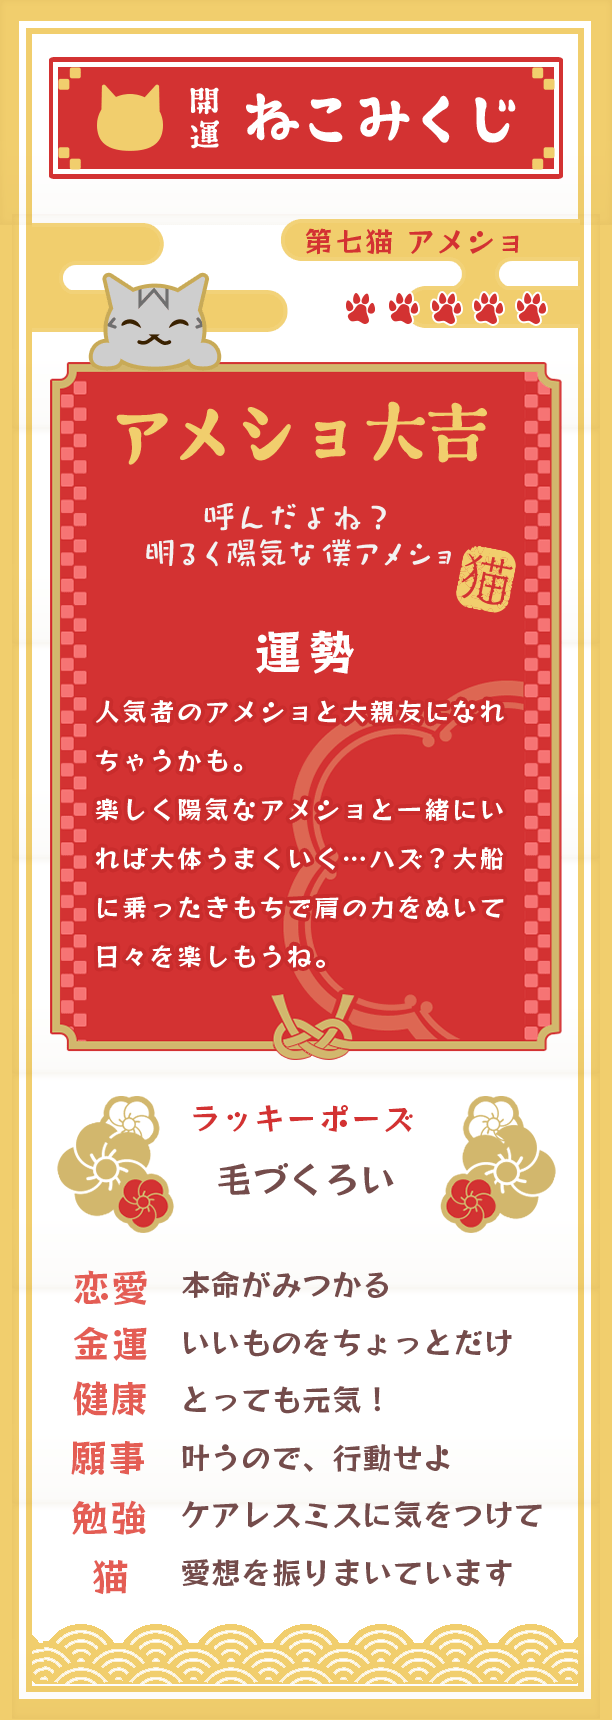 開運 ねこみくじ
第七猫 アメショ
アメショ大吉
呼んだよね？
明るく陽気な僕アメショ
猫
運勢
人気者のアメショと大親友になれ
ちゃうかも。
楽しく陽気なアメショと一緒にい
れば大体うまくいく…ハズ？大船
に乗ったきもちで肩の力をぬいて
日々を楽しもうね。
ラッキーポーズ
毛づくろい
恋愛 本命がみつかる
金運 いいものをちょっとだけ
健康 とっても元気！
願事 叶うので、行動せよ
勉強 ケアレスミスに気をつけて
猫 愛想を振りまいています